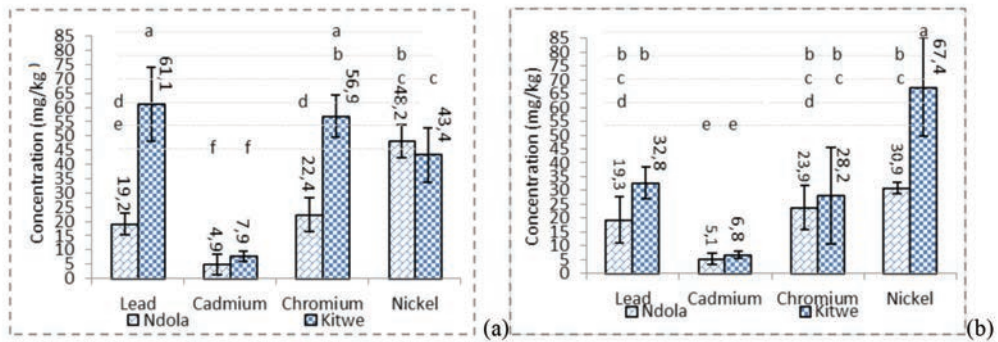 Concentration (mg/kg)
85
80
75
70
65
60
55
50
45
40
35
30
25
20
15
10
5
0
a a
b b
c c
d d
e
f f
19,2
61,1
4,9
7,9
22,4
56,9
48,2
43,4
Lead Cadmium Chromium Nickel
Ndola Kitwe
(a)
Concentration (mg/kg)
85
80
75
70
65
60
55
50
45
40
35
30
25
20
15
10
5
0
a
b b b b b
c c c c
d d
e e
19,3
32,8
5,1
6,8
23,9
28,2
30,9
67,4
Lead Cadmium Chromium Nickel
Ndola Kitwe
(b)